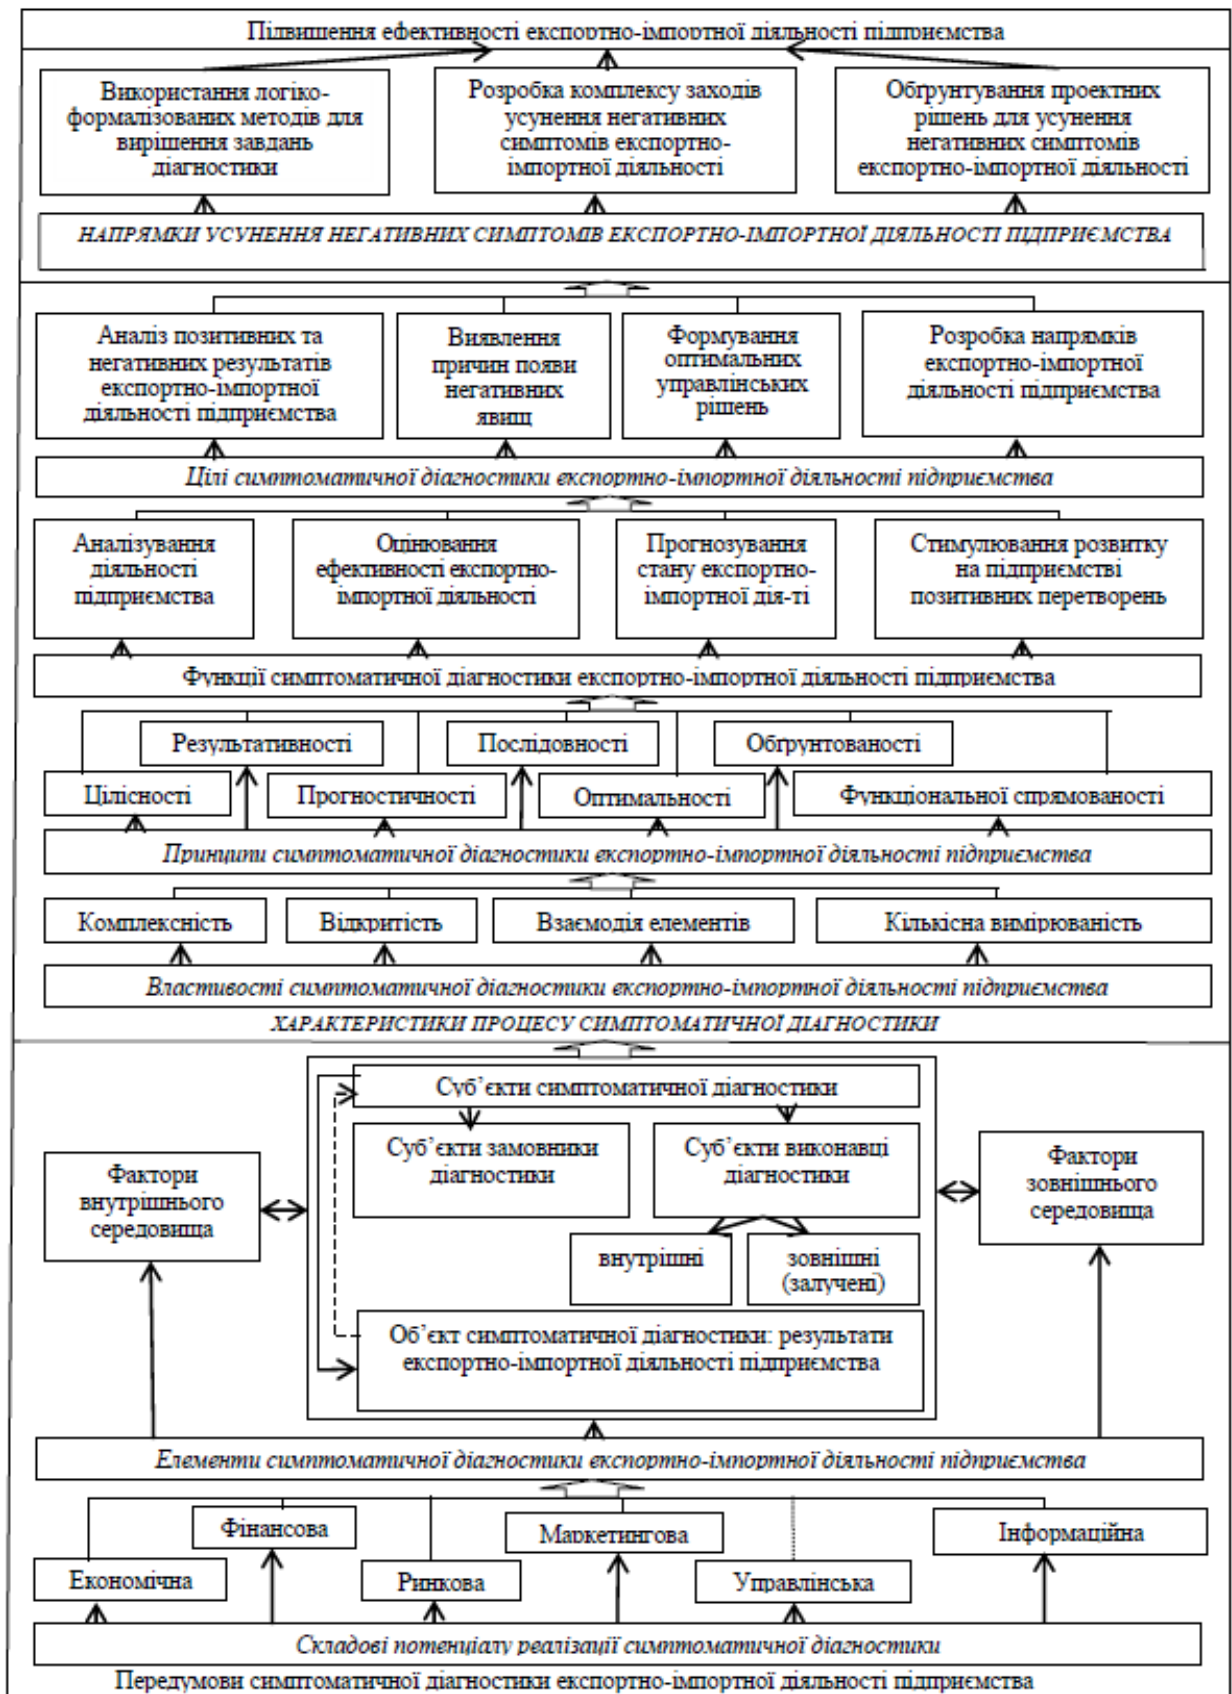 Підвишення ефективності експортно-імпортної діяльності підприємства
Використання логіко-
формалізованих методів для
вирішення завдань
діагностики
Розробка комплексу заходів
усунення негативних
симптомів експортно-
імпортної діяльності
Обґрунтування проектних
рішень для усунення
негативних симптомів
експортно-імпортної діяльності
НАПРЯМКИ УСУНЕННЯ НЕГАТИВНИХ СИМПТОМІВ ЕКСПОРТНО-ІМПОРТНОЇ ДІЯЛЬНОСТІ ПІДПРИЄМСТВА
Аналіз позитивних та
негативних результатів
експортно-імпортної
діяльності підприємства
Виявлення
причин появи
негативних
явищ
Формування
оптимальних
управлінських
рішень
Розробка напрямків
експортно-імпортної
діяльності підприємства
Цілі симптоматичної діагностики експортно-імпортної діяльності підприємства
Аналізування
діяльності
підприємства
Оцінювання
ефективності експортно-
імпортної діяльності
Прогнозування
стану експортно-
імпортної дія-ті
Стимулювання розвитку
на підприємстві
позитивних перетворень
Функції симптоматичної діагностики експортно-імпортної діяльності підприємства
Результативності
Послідовності
Обґрунтованості
Цілісності
Прогностичності
Оптимальності
Функціональної спрямованості
Принципи симптоматичної діагностики експортно-імпортної діяльності підприємства
Комплексність
Відкритість
Взаємодія елементів
Кількісна вимірюваність
Властивості симптоматичної діагностики експортно-імпортної діяльності підприємства
ХАРАКТЕРИСТИКИ ПРОЦЕСУ СИМПТОМАТИЧНОЇ ДІАГНОСТИКИ
Суб’єкти симптоматичної діагностики
Суб’єкти замовники
діагностики
Суб’єкти виконавці
діагностики
Фактори
внутрішнього
середовища
Фактори
зовнішнього
середовища
внутрішні
зовнішні
(залучені)
Об’єкт симптоматичної діагностики: результати
експортно-імпортної діяльності підприємства
Елементи симптоматичної діагностики експортно-імпортної діяльності підприємства
Фінансова
Маркетингова
Інформаційна
Економічна
Ринкова
Управлінська
Складові потенціалу реалізації симптоматичної діагностики
Передумови симптоматичної діагностики експортно-імпортної діяльності підприємства